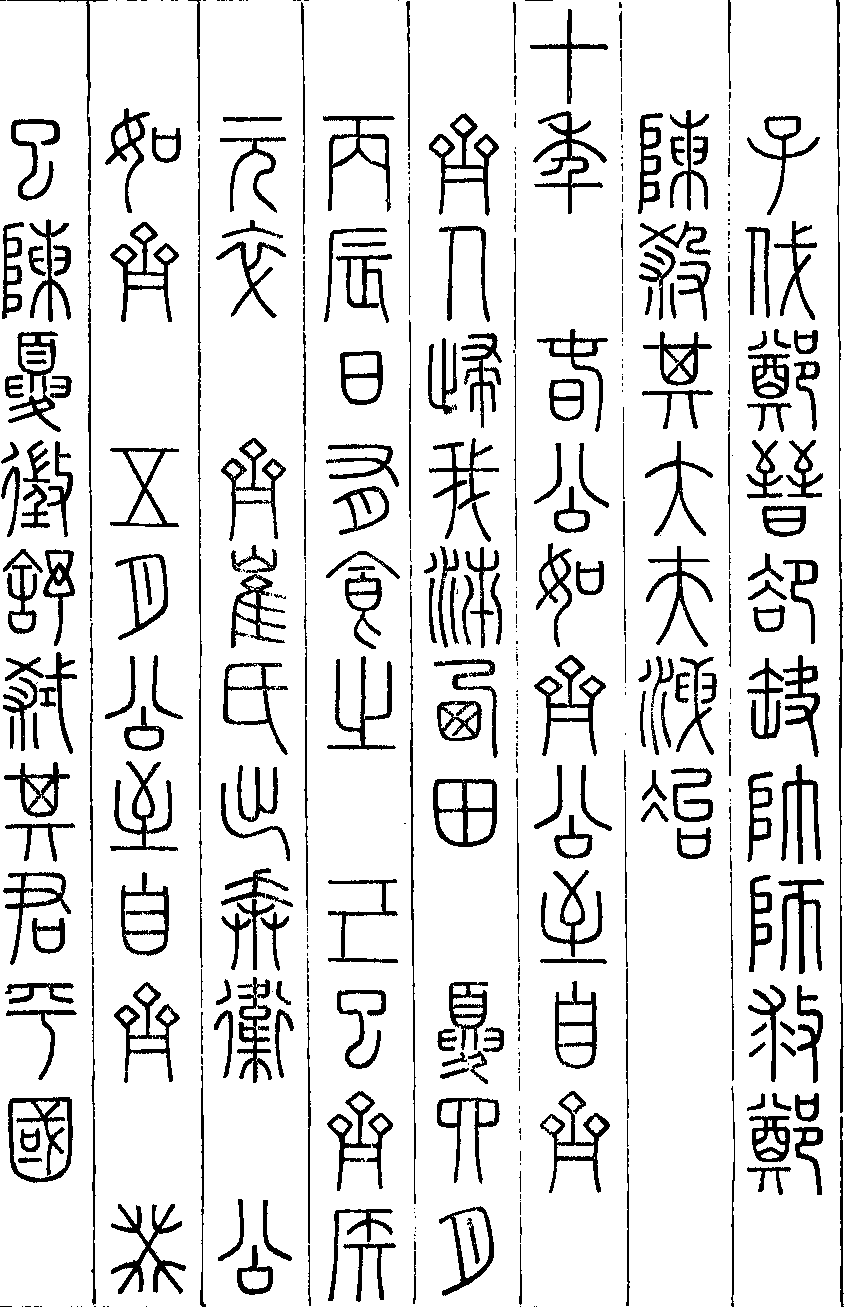 子伐鄭晉郤缺帥師救鄭
陳殺其大夫洩冶
十年 春公如齊公至自齊
齊人歸我濟西田 夏四月
丙辰日有食之 己巳齊侯
元卒 齊崔氏出奔衛 公
如齊 五月公至自齊 癸
巳陳夏徵舒弒其君平國